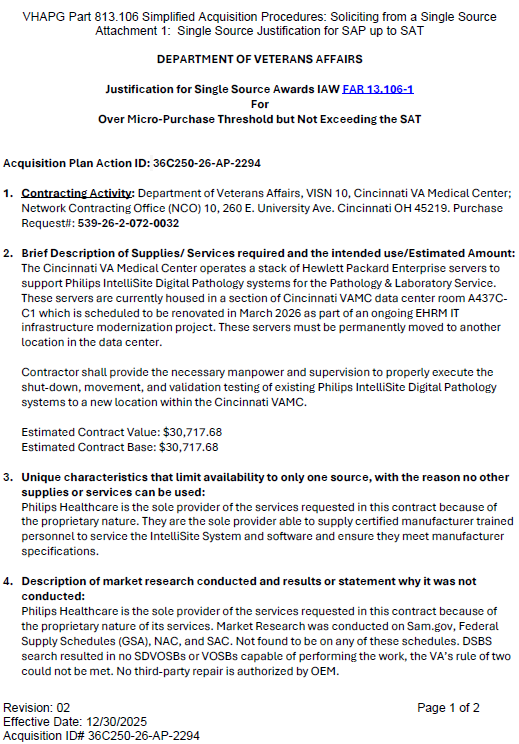 VHAPG Part 813.106 Simplified Acquisition Procedures: Soliciting from a Single Source
Attachment 1:  Single Source Justification for SAP up to SAT
DEPARTMENT OF VETERANS AFFAIRS
Justification for Single Source Awards IAW FAR 13.106-1
For
Over Micro-Purchase Threshold but Not Exceeding the SAT
Acquisition Plan Action ID: 36C250-26-AP-2294
1. Contracting Activity: Department of Veterans Affairs, VISN 10, Cincinnati VA Medical Center;
Network Contracting Office (NCO) 10, 260 E. University Ave. Cincinnati OH 45219. Purchase
Request#: 539-26-2-072-0032
2. Brief Description of Supplies/ Services required and the intended use/Estimated Amount:
The Cincinnati VA Medical Center operates a stack of Hewlett Packard Enterprise servers to
support Philips IntelliSite Digital Pathology systems for the Pathology & Laboratory Service.
These servers are currently housed in a section of Cincinnati VAMC data center room A437C-
C1 which is scheduled to be renovated in March 2026 as part of an ongoing EHRM IT
infrastructure modernization project. These servers must be permanently moved to another
location in the data center.
Contractor shall provide the necessary manpower and supervision to properly execute the
shut-down, movement, and validation testing of existing Philips IntelliSite Digital Pathology
systems to a new location within the Cincinnati VAMC.
Estimated Contract Value: $30,717.68
Estimated Contract Base: $30,717.68
3. Unique characteristics that limit availability to only one source, with the reason no other
supplies or services can be used:
Philips Healthcare is the sole provider of the services requested in this contract because of
the proprietary nature. They are the sole provider able to supply certified manufacturer trained
personnel to service the IntelliSite System and software and ensure they meet manufacturer
specifications.
4. Description of market research conducted and results or statement why it was not
conducted:
Philips Healthcare is the sole provider of the services requested in this contract because of
the proprietary nature of its services. Market Research was conducted on Sam.gov, Federal
Supply Schedules (GSA), NAC, and SAC. Not found to be on any of these schedules. DSBS
search resulted in no SDVOSBs or VOSBs capable of performing the work, the VA's rule of two
could not be met. No third-party repair is authorized by OEM.
Revision: 02 Page 1 of 2
Effective Date: 12/30/2025
Acquisition ID# 36C250-26-AP-2294